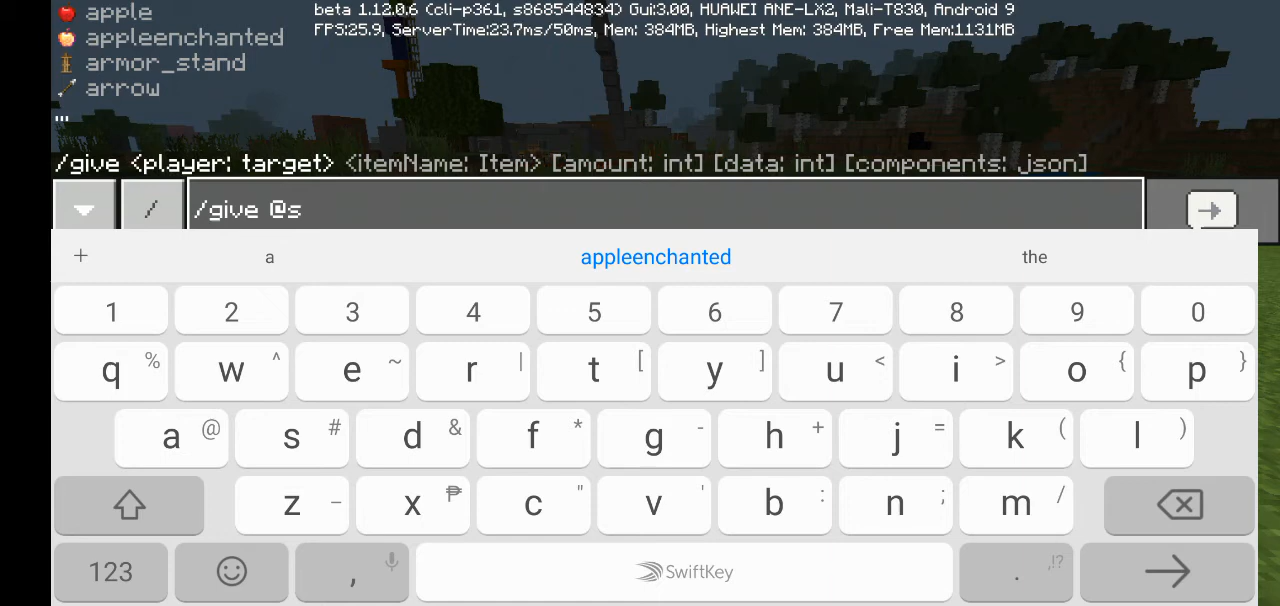 apple
beta 1.12.0.6 (cli-p361, s868544834) Gui:3.00, HUAWEI ANE-LX2, Mali-T830, Android 9
appleenchanted
FPS:25.9, ServerTime:23.7ms/50ms, Mem: 384MB, Highest Mem: 384MB, Free Mem:1131MB
armor_stand
arrow
...
/give <player: target> <itemName: Item> [amount: int] [data: int] [components: .json]
/ /give @s
+ a appleenchanted the
1 2 3 4 5 6 7 8 9 0
q % w ^ e ~ r | t [ y ] u < i > o { p }
a @ s # d & f * g - h + j = k ( l )
z _ x ₱ c " v ' b : n ; m /
123 , SwiftKey . ,!?